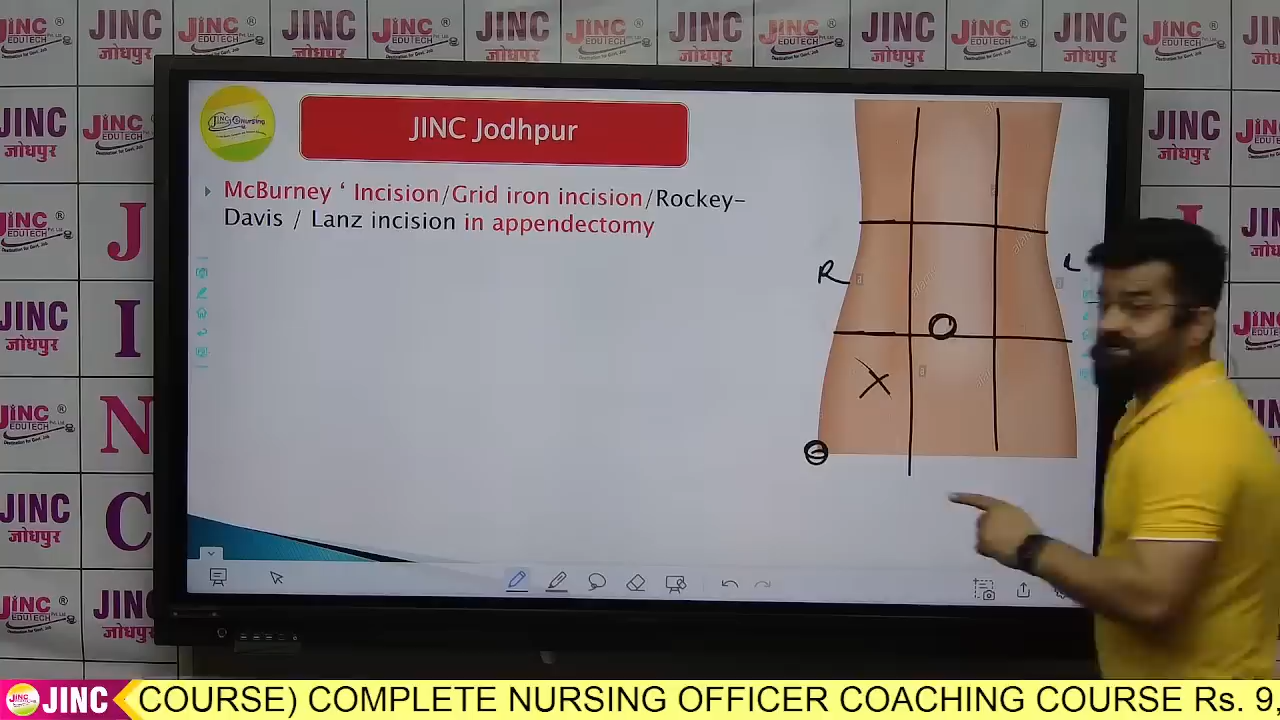 JINC Jodhpur
McBurney ‘ Incision/Grid iron incision/Rockey-
Davis / Lanz incision in appendectomy
R
L
X
JINC
EDUTECH
जोधपुर
J
I
N
C
JINC
COURSE) COMPLETE NURSING OFFICER COACHING COURSE Rs. 9,